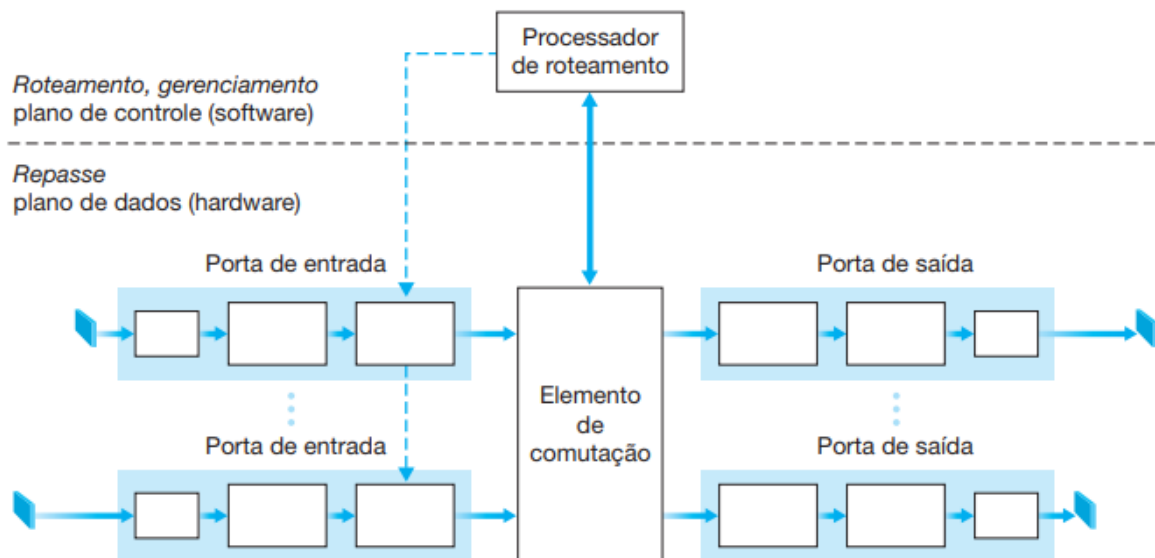 Processador
de roteamento
Roteamento, gerenciamento
plano de controle (software)
Repasse
plano de dados (hardware)
Porta de entrada
Porta de saída
Elemento
de
comutação
Porta de entrada
Porta de saída